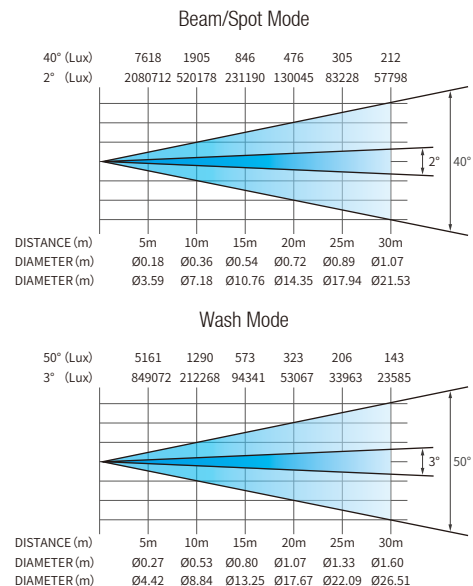 Beam/Spot Mode
40° (Lux) 7618 1905 846 476 305 212
2° (Lux) 2080712 520178 231190 130045 83228 57798
2° 40°
DISTANCE(m) 5m 10m 15m 20m 25m 30m
DIAMETER(m) Ø0.18 Ø0.36 Ø0.54 Ø0.72 Ø0.89 Ø1.07
DIAMETER(m) Ø3.59 Ø7.18 Ø10.76 Ø14.35 Ø17.94 Ø21.53
Wash Mode
50° (Lux) 5161 1290 573 323 206 143
3° (Lux) 849072 212268 94341 53067 33963 23585
3° 50°
DISTANCE(m) 5m 10m 15m 20m 25m 30m
DIAMETER(m) Ø0.27 Ø0.53 Ø0.80 Ø1.07 Ø1.33 Ø1.60
DIAMETER(m) Ø4.42 Ø8.84 Ø13.25 Ø17.67 Ø22.09 Ø26.51